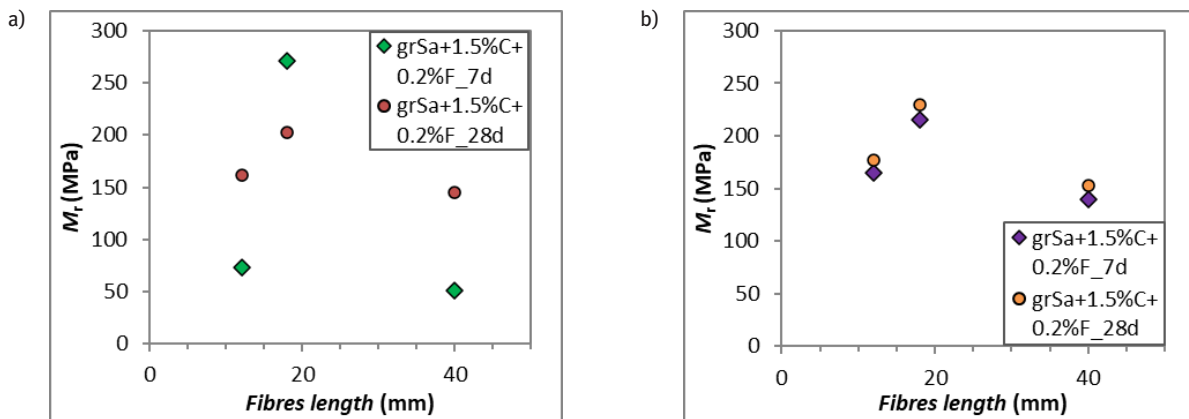 a)
300
250
200
150
100
50
0
M_r (MPa)
grSa+1.5%C+
0.2%F_7d
grSa+1.5%C+
0.2%F_28d
0 20 40
Fibres length (mm)
b)
300
250
200
150
100
50
0
M_r (MPa)
grSa+1.5%C+
0.2%F_7d
grSa+1.5%C+
0.2%F_28d
0 20 40
Fibres length (mm)